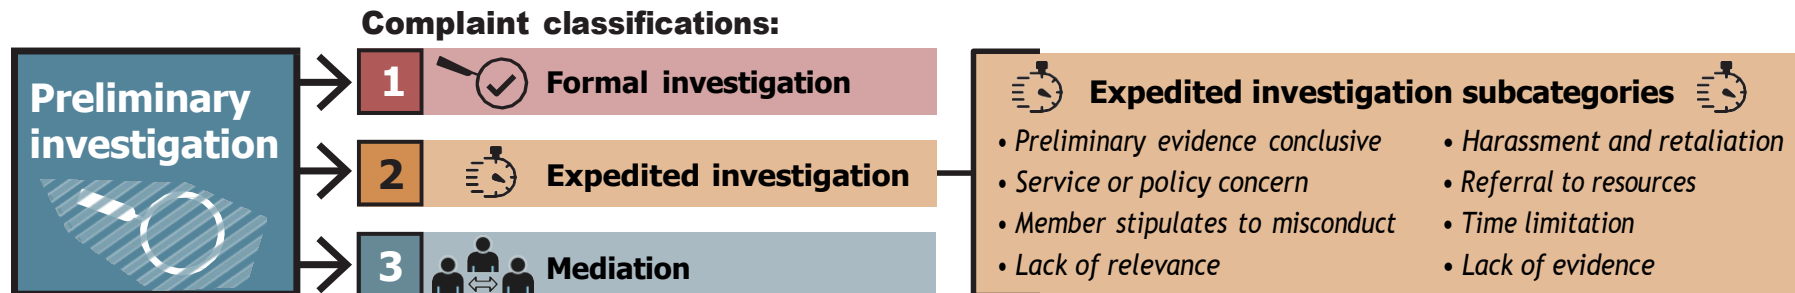 Complaint classifications:
Preliminary
investigation
1 Formal investigation
2 Expedited investigation
3 Mediation
Expedited investigation subcategories
• Preliminary evidence conclusive
• Service or policy concern
• Member stipulates to misconduct
• Lack of relevance
• Harassment and retaliation
• Referral to resources
• Time limitation
• Lack of evidence